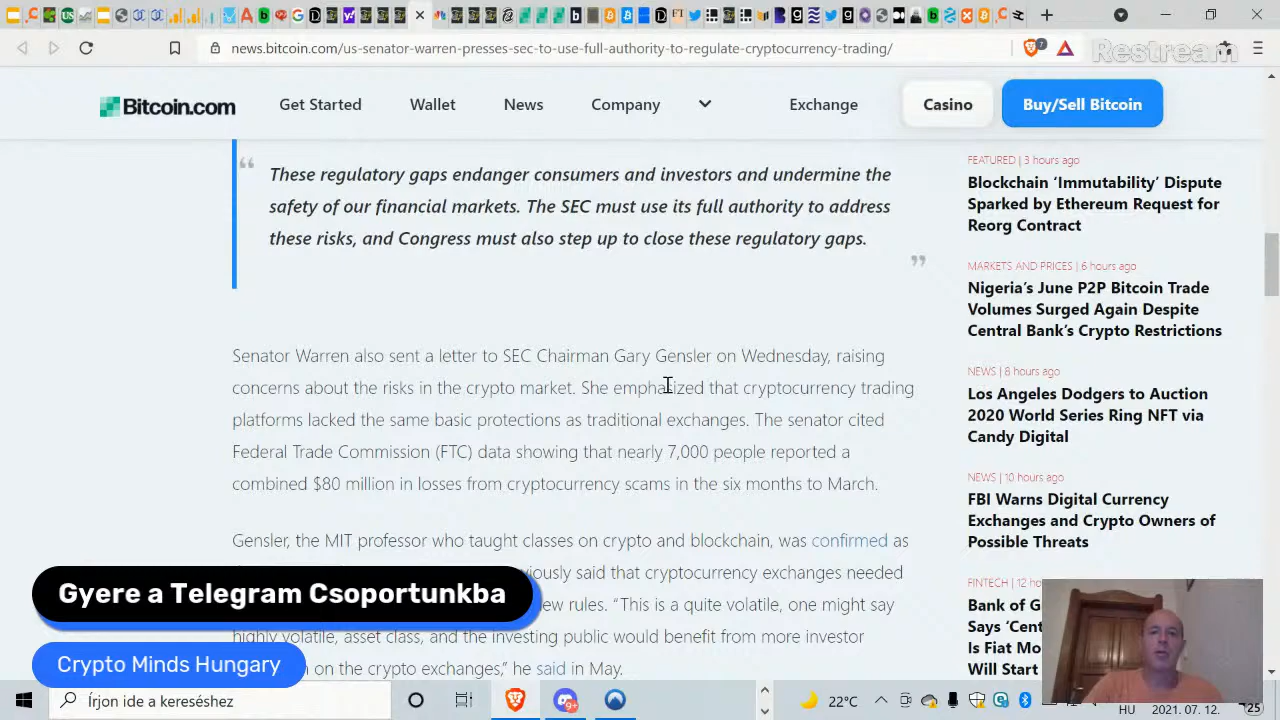 news.bitcoin.com/us-senator-warren-presses-sec-to-use-full-authority-to-regulate-cryptocurrency-trading/
7
Restream
Bitcoin.com
Get Started
Wallet
News
Company
Exchange
Casino
Buy/Sell Bitcoin
“ These regulatory gaps endanger consumers and investors and undermine the
safety of our financial markets. The SEC must use its full authority to address
these risks, and Congress must also step up to close these regulatory gaps.
”
Senator Warren also sent a letter to SEC Chairman Gary Gensler on Wednesday, raising
concerns about the risks in the crypto market. She emphasized that cryptocurrency trading
platforms lacked the same basic protections as traditional exchanges. The senator cited
Federal Trade Commission (FTC) data showing that nearly 7,000 people reported a
combined $80 million in losses from cryptocurrency scams in the six months to March.
Gensler, the MIT professor who taught classes on crypto and blockchain, was confirmed as
said that cryptocurrency exchanges needed
rules. “This is a quite volatile, one might say
highly volatile, asset class, and the investing public would benefit from more investor
on the crypto exchanges,” he said in May.
FEATURED | 3 hours ago
Blockchain ‘Immutability’ Dispute
Sparked by Ethereum Request for
Reorg Contract
MARKETS AND PRICES | 6 hours ago
Nigeria’s June P2P Bitcoin Trade
Volumes Surged Again Despite
Central Bank’s Crypto Restrictions
NEWS | 8 hours ago
Los Angeles Dodgers to Auction
2020 World Series Ring NFT via
Candy Digital
NEWS | 10 hours ago
FBI Warns Digital Currency
Exchanges and Crypto Owners of
Possible Threats
FINTECH | 12
Bank of
Says ‘Cent
Is Fiat
Will Start
Gyere a Telegram Csoportunkba
Crypto Minds Hungary
Írjon ide a kereséshez
9+
22°C
HU
2021. 07. 12.
25